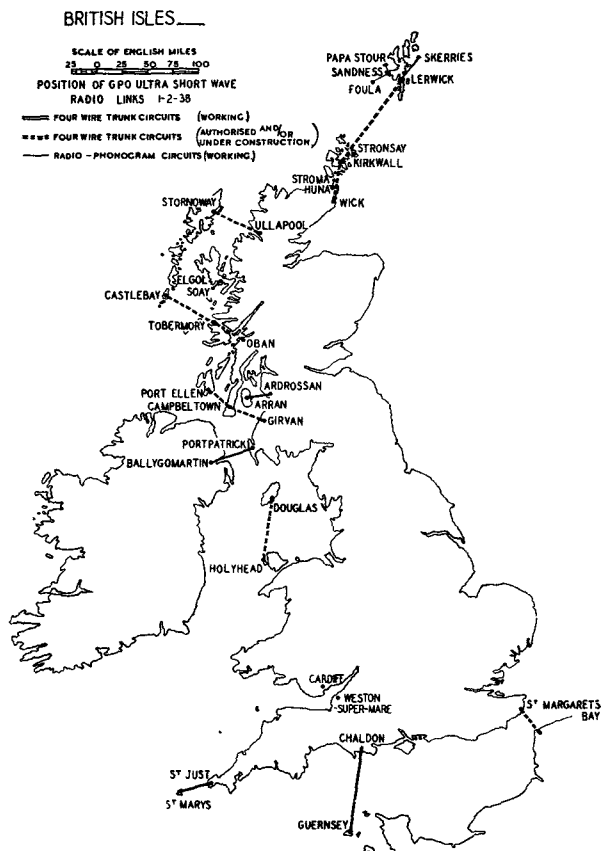 BRITISH ISLES
SCALE OF ENGLISH MILES
25 0 25 50 75 100
POSITION OF GPO ULTRA SHORT WAVE
RADIO LINKS 1-2-38
FOUR WIRE TRUNK CIRCUITS (WORKING)
FOUR WIRE TRUNK CIRCUITS (AUTHORISED AND/OR
UNDER CONSTRUCTION)
RADIO-PHONOGRAM CIRCUITS (WORKING)
PAPA STOUR
SKERRIES
SANDNESS
LERWICK
FOULA
STRONSAY
KIRKWALL
STROMA
HUNA
WICK
STORNOWAY
ULLAPOOL
SELGOL
SOAY
CASTLEBAY
TOBERMORY
OBAN
ARDROSSAN
PORT ELLEN
ARRAN
CAMPBELTOWN
GIRVAN
PORTPATRICK
BALLYGOMARTIN
DOUGLAS
HOLYHEAD
CARDIFF
WESTON
-SUPER-MARE
ST MARGARETS
BAY
CHALDON
ST JUST
ST MARYS
GUERNSEY